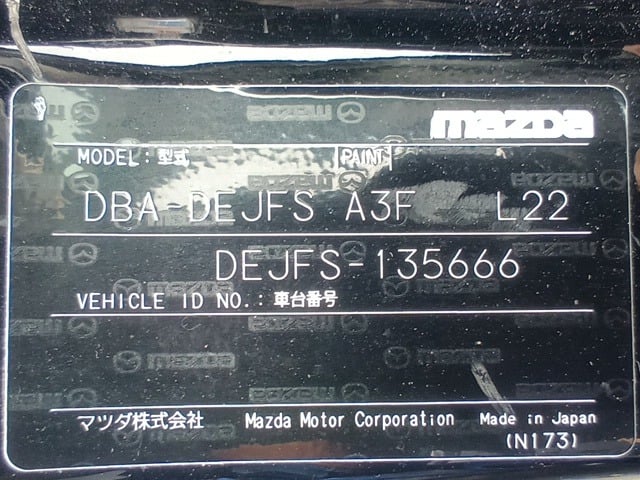 mazda
MODEL: 型式 PAINT
DBA-DEJFS A3F L22
DEJFS-135666
VEHICLE ID NO.: 車台番号
マツダ株式会社 Mazda Motor Corporation Made in Japan
(N173)